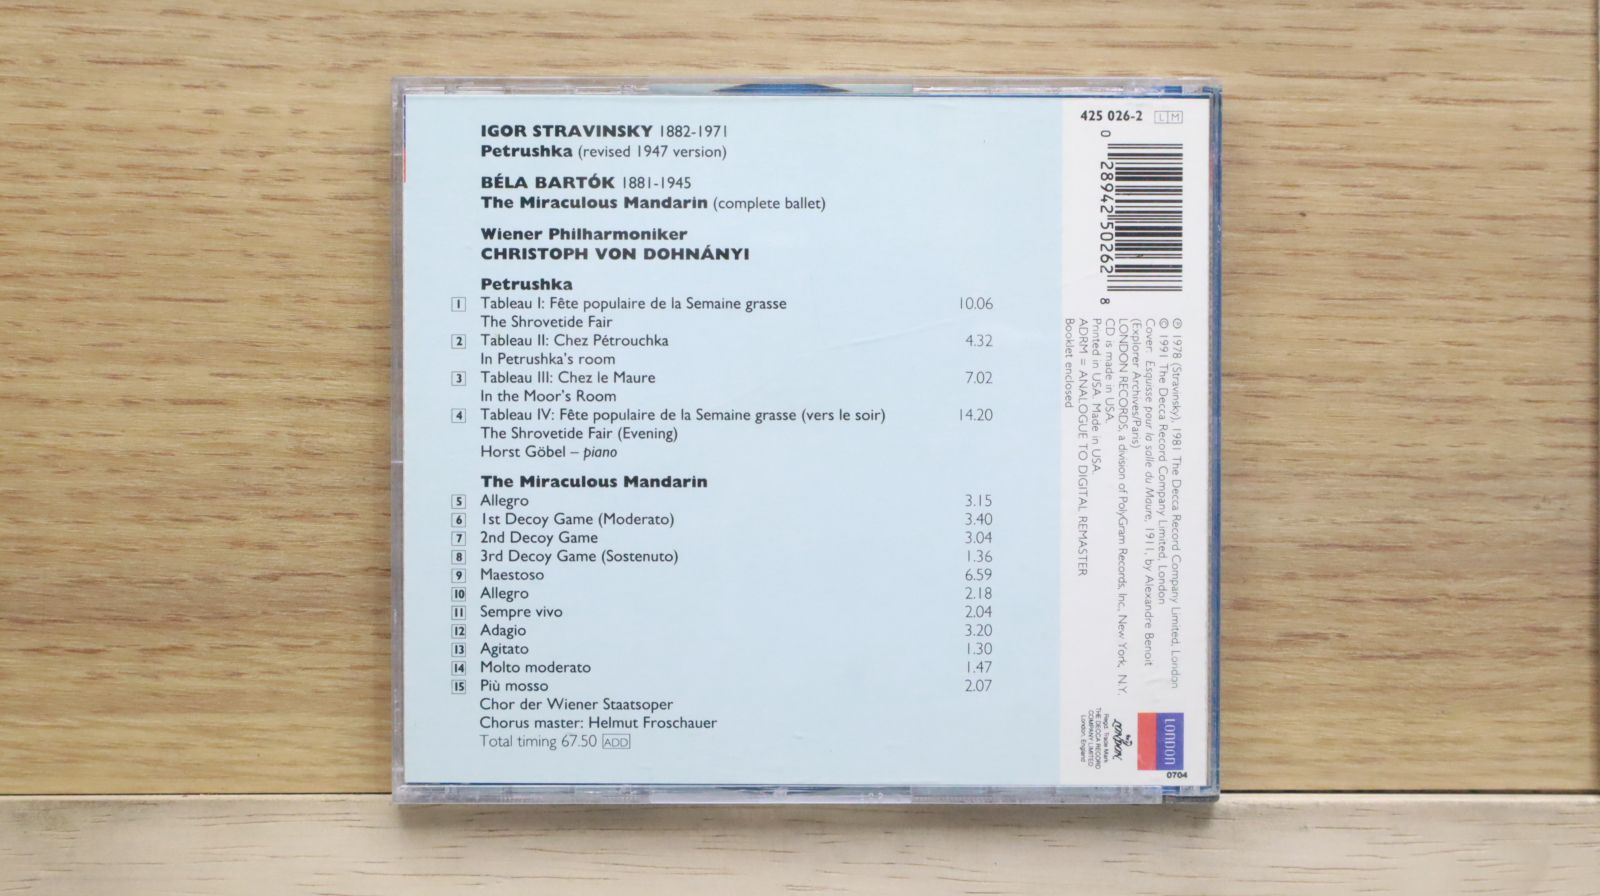 IGOR STRAVINSKY 1882-1971
Petrushka (revised 1947 version)
BÉLA BARTÓK 1881-1945
The Miraculous Mandarin (complete ballet)
Wiener Philharmoniker
CHRISTOPH VON DOHNÁNYI
Petrushka
1 Tableau I: Fête populaire de la Semaine grasse 10.06
The Shrovetide Fair
2 Tableau II: Chez Pétrouchka 4.32
In Petrushka's room
3 Tableau III: Chez le Maure 7.02
In the Moor's Room
4 Tableau IV: Fête populaire de la Semaine grasse (vers le soir) 14.20
The Shrovetide Fair (Evening)
Horst Göbel – piano
The Miraculous Mandarin
5 Allegro 3.15
6 1st Decoy Game (Moderato) 3.40
7 2nd Decoy Game 3.04
8 3rd Decoy Game (Sostenuto) 1.36
9 Maestoso 6.59
10 Allegro 2.18
11 Sempre vivo 2.04
12 Adagio 3.20
13 Agitato 1.30
14 Molto moderato 1.47
15 Più mosso 2.07
Chor der Wiener Staatsoper
Chorus master: Helmut Froschauer
Total timing 67.50 ADD
425 026-2 LM
0 28942 50262 8
℗ 1978 (Stravinsky), 1981 The Decca Record Company Limited, London
© 1991 The Decca Record Company Limited, London
Cover: Esquisse pour la salle du Maure, 1911, by Alexandre Benoit
(Explorer Archives/Paris)
LONDON RECORDS, a division of PolyGram Records, Inc., New York, N.Y.
CD is made in USA.
Printed in USA. Made in USA.
ADRM = ANALOGUE TO DIGITAL REMASTER
Booklet enclosed
LONDON
London
Regd. Trade Mark
THE DECCA RECORD
COMPANY LIMITED
London, England
0704